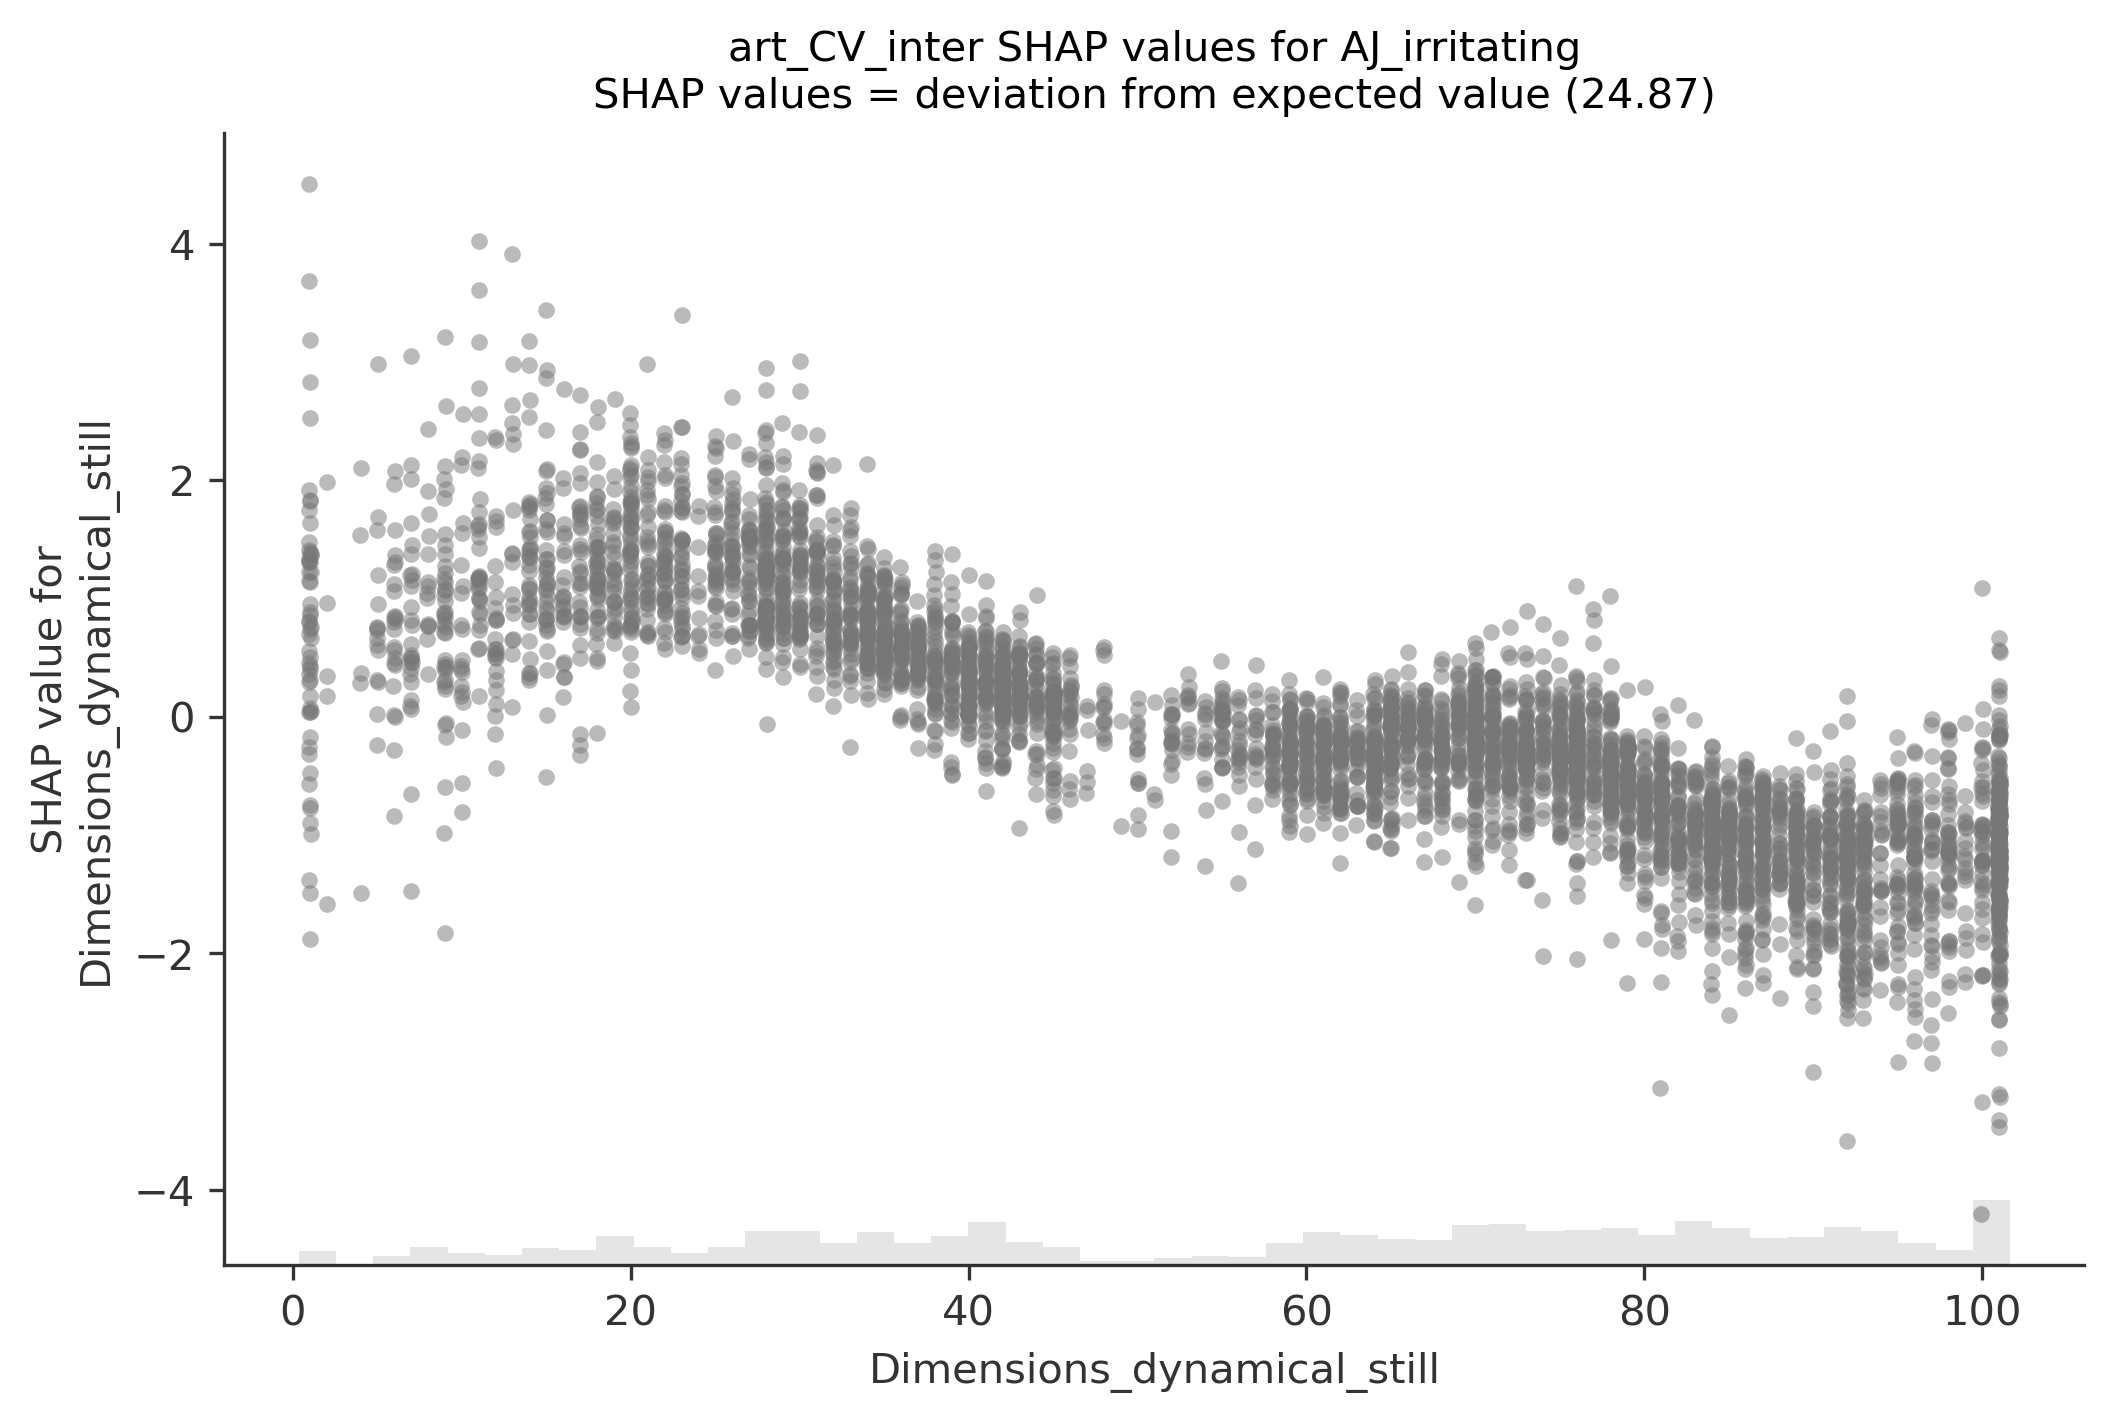 art_CV_inter SHAP values for AJ_irritating
SHAP values = deviation from expected value (24.87)
SHAP value for
Dimensions_dynamical_still
4
2
0
−2
−4
0
20
40
60
80
100
Dimensions_dynamical_still